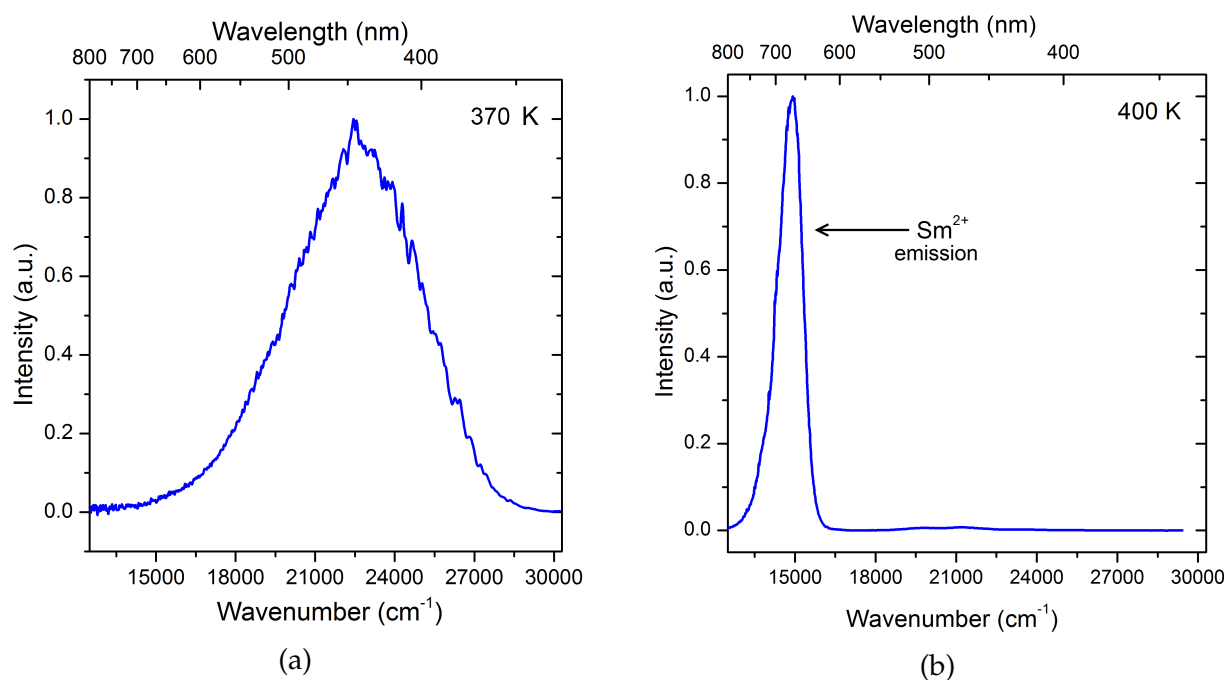 Wavelength (nm)
800 700 600 500 400
370 K
1.0
0.8
0.6
0.4
0.2
0.0
Intensity (a.u.)
15000 18000 21000 24000 27000 30000
Wavenumber (cm⁻¹)
(a)
Wavelength (nm)
800 700 600 500 400
400 K
1.0
0.8
0.6
0.4
0.2
0.0
Intensity (a.u.)
Sm²⁺
emission
15000 18000 21000 24000 27000 30000
Wavenumber (cm⁻¹)
(b)